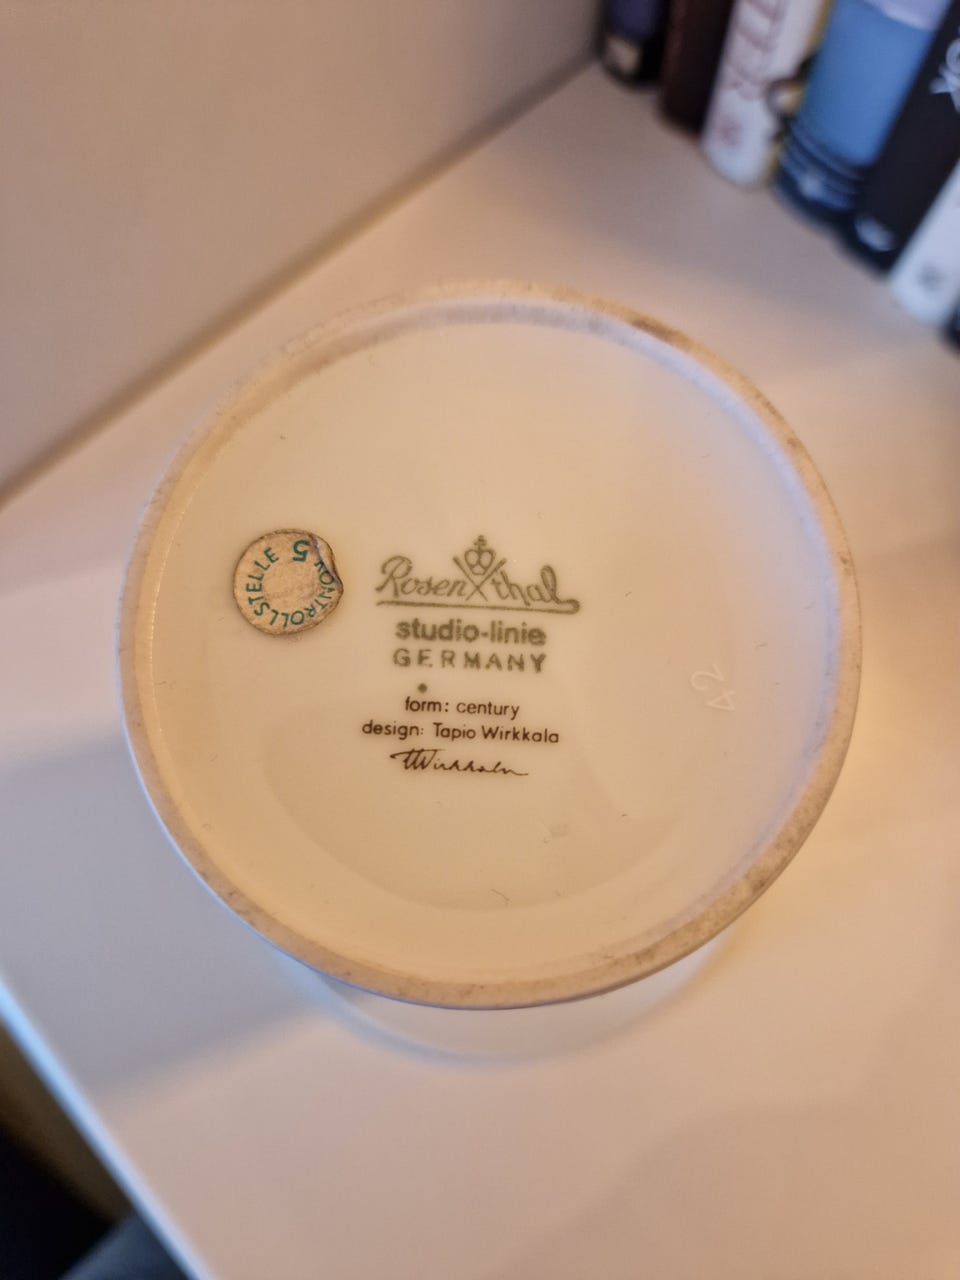 Rosenthal
studio-linie
GERMANY
form: century
design: Tapio Wirkkala
TWirkkala
KONTROLLSTELLE 5
42